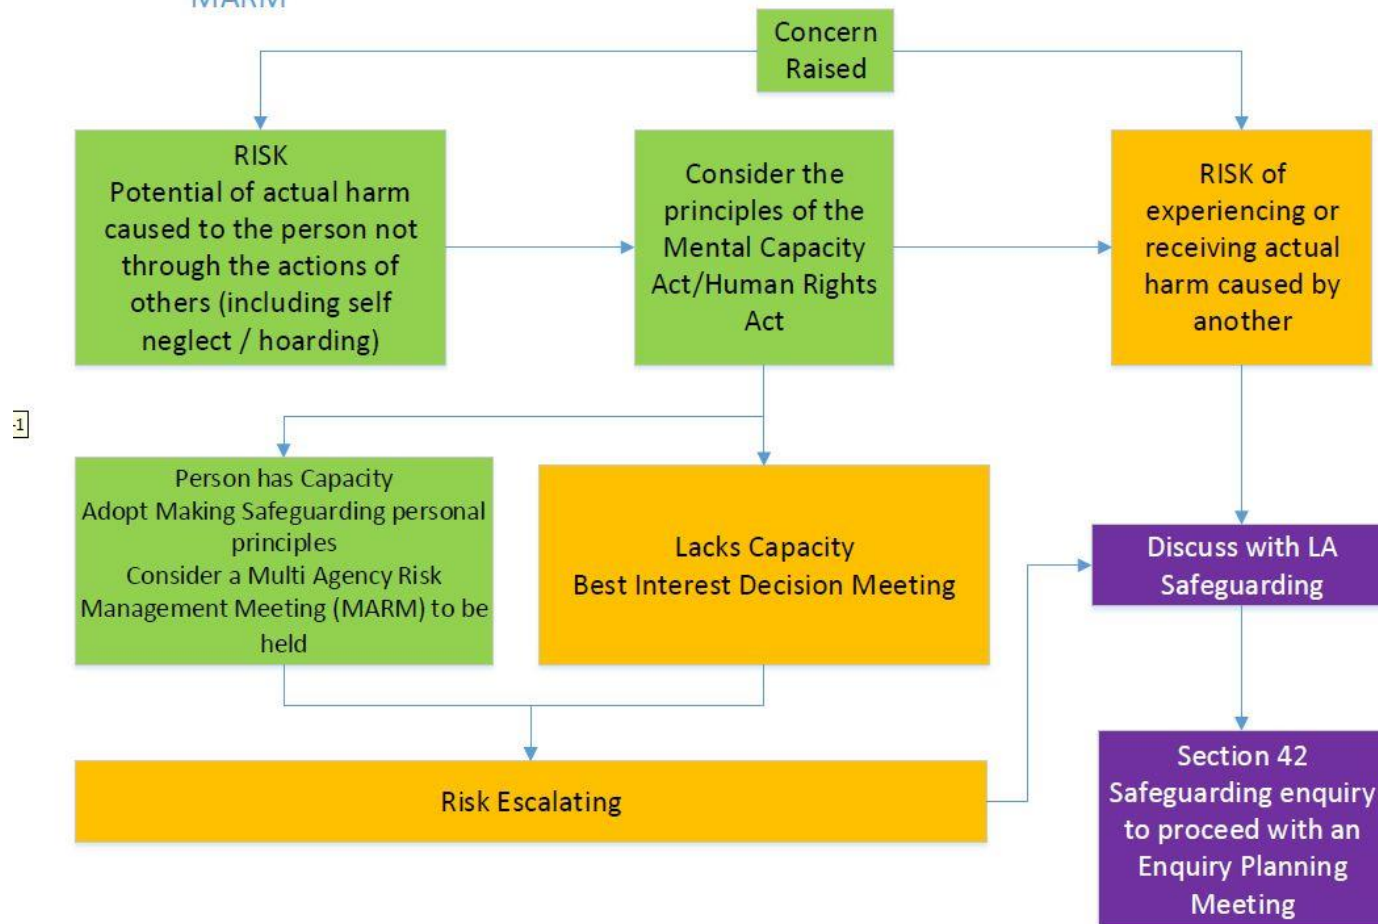 MARM
Concern
Raised
RISK
Potential of actual harm
caused to the person not
through the actions of
others (including self
neglect / hoarding)
Consider the
principles of the
Mental Capacity
Act/Human Rights
Act
RISK of
experiencing or
receiving actual
harm caused by
another
-1
Person has Capacity
Adopt Making Safeguarding personal
principles
Consider a Multi Agency Risk
Management Meeting (MARM) to be
held
Lacks Capacity
Best Interest Decision Meeting
Discuss with LA
Safeguarding
Risk Escalating
Section 42
Safeguarding enquiry
to proceed with an
Enquiry Planning
Meeting